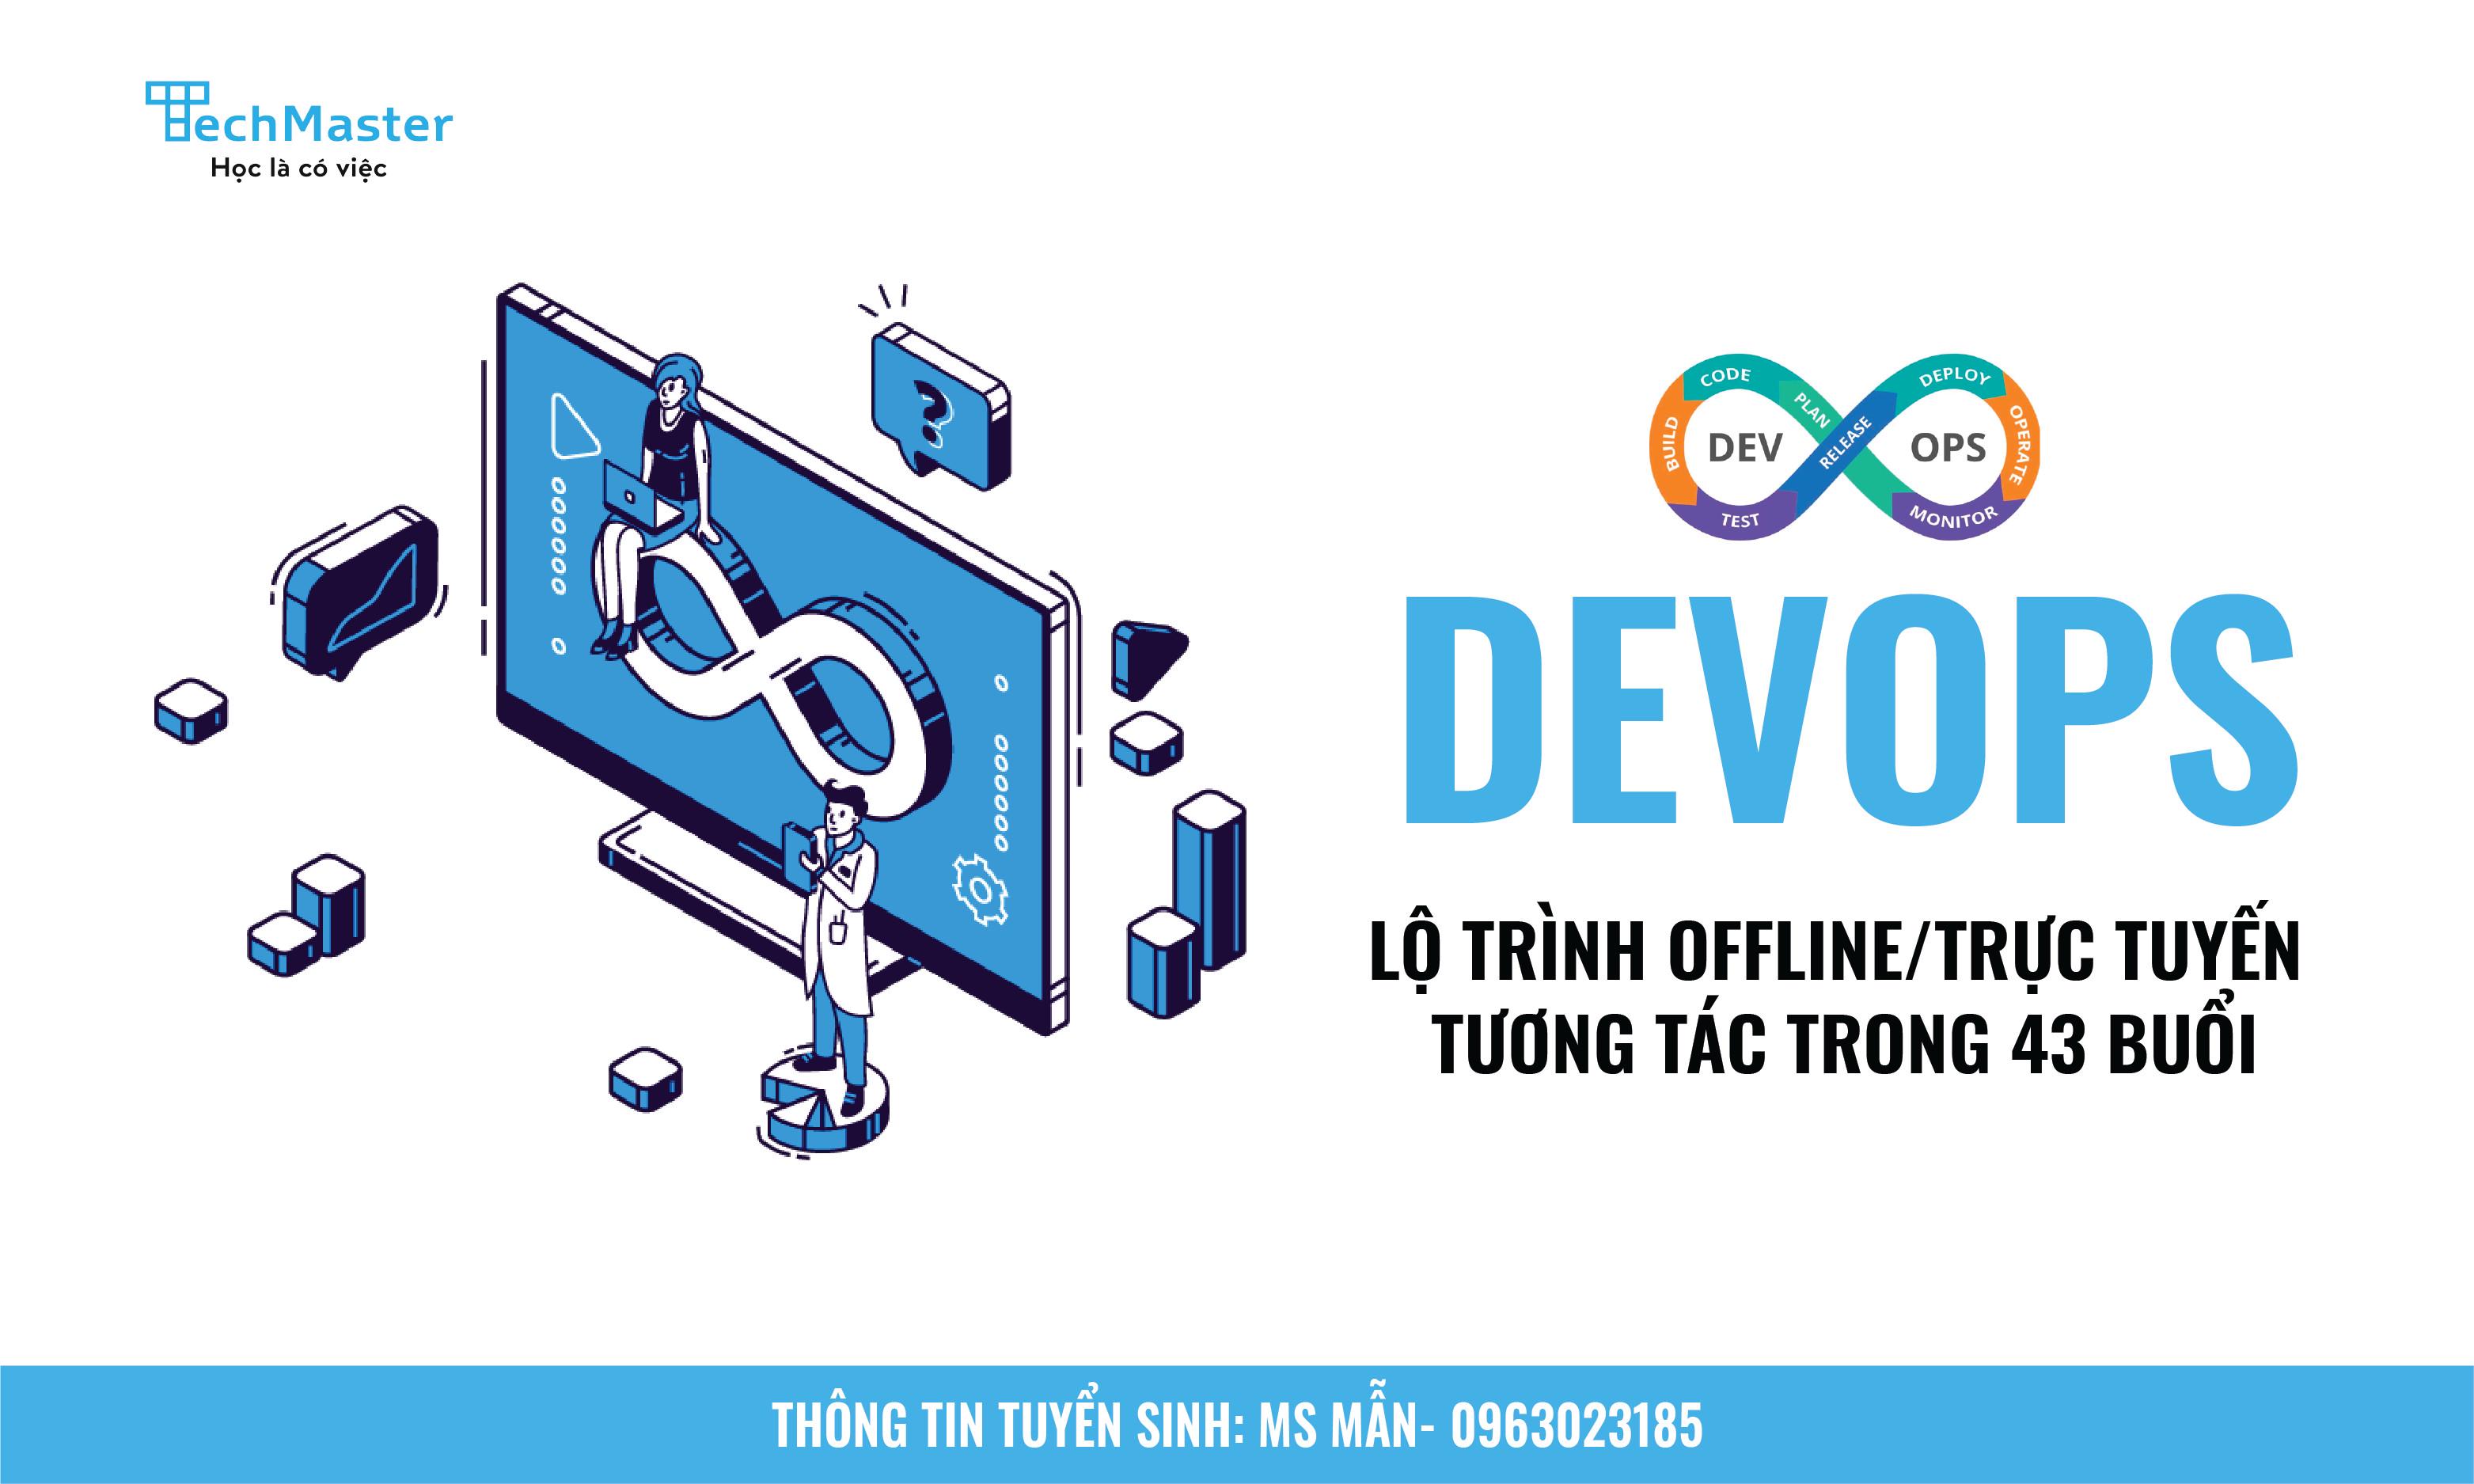 TechMaster
Học là có việc
CODE
PLAN
BUILD
TEST
DEV
RELEASE
DEPLOY
OPERATE
MONITOR
OPS
DEVOPS
LỘ TRÌNH OFFLINE/TRỰC TUYẾN
TƯƠNG TÁC TRONG 43 BUỔI
THÔNG TIN TUYỂN SINH: MS MẪN- 0963023185
?